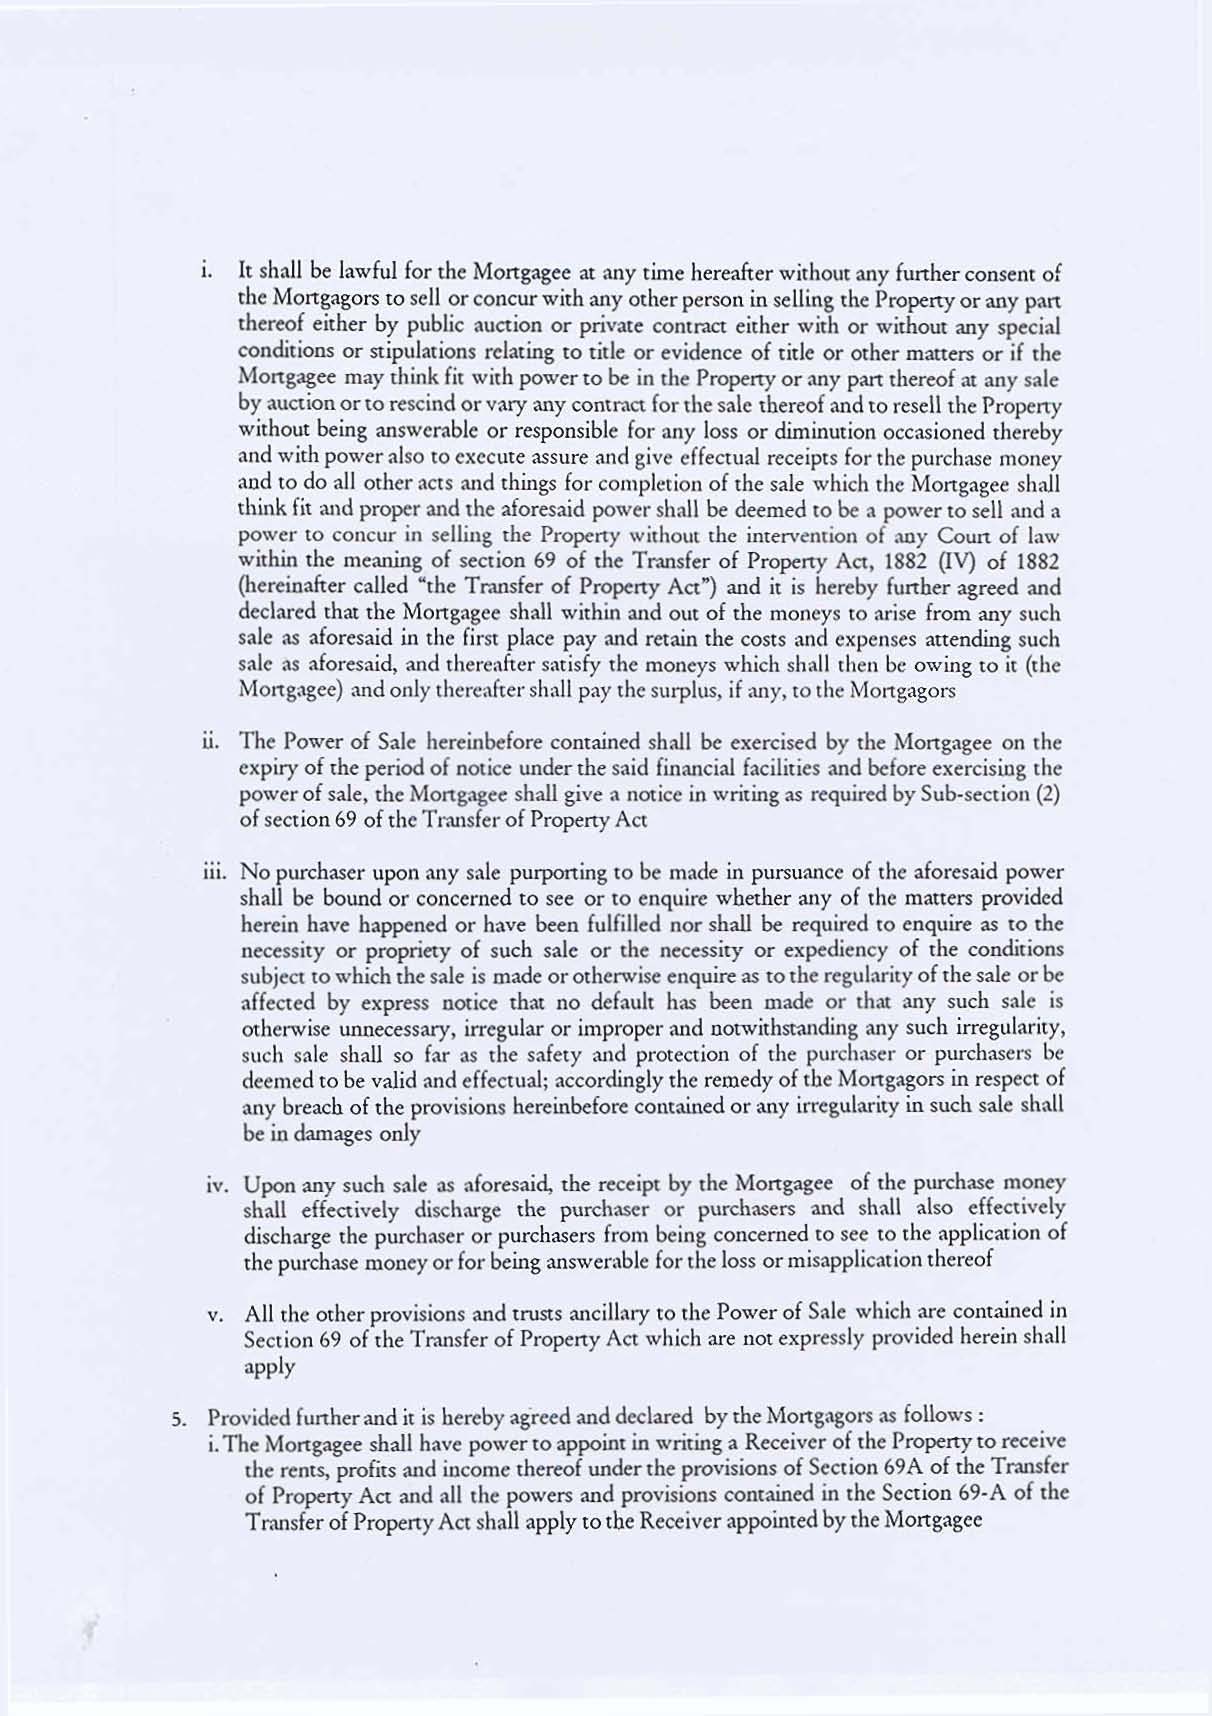 i. It shall be lawful for the Mortgagee at any time hereafter without any further consent of
the Mortgagors to sell or concur with any other person in selling the Property or any part
thereof either by public auction or private contract either with or without any special
conditions or stipulations relating to title or evidence of title or other matters or if the
Mortgagee may think fit with power to be in the Property or any part thereof at any sale
by auction or to rescind or vary any contract for the sale thereof and to resell the Property
without being answerable or responsible for any loss or diminution occasioned thereby
and with power also to execute assure and give effectual receipts for the purchase money
and to do all other acts and things for completion of the sale which the Mortgagee shall
think fit and proper and the aforesaid power shall be deemed to be a power to sell and a
power to concur in selling the Property without the intervention of any Court of law
within the meaning of section 69 of the Transfer of Property Act, 1882 (IV) of 1882
(hereinafter called “the Transfer of Property Act”) and it is hereby further agreed and
declared that the Mortgagee shall within and out of the moneys to arise from any such
sale as aforesaid in the first place pay and retain the costs and expenses attending such
sale as aforesaid, and thereafter satisfy the moneys which shall then be owing to it (the
Mortgagee) and only thereafter shall pay the surplus, if any, to the Mortgagors
ii. The Power of Sale hereinbefore contained shall be exercised by the Mortgagee on the
expiry of the period of notice under the said financial facilities and before exercising the
power of sale, the Mortgagee shall give a notice in writing as required by Sub-section (2)
of section 69 of the Transfer of Property Act
iii. No purchaser upon any sale purporting to be made in pursuance of the aforesaid power
shall be bound or concerned to see or to enquire whether any of the matters provided
herein have happened or have been fulfilled nor shall be required to enquire as to the
necessity or propriety of such sale or the necessity or expediency of the conditions
subject to which the sale is made or otherwise enquire as to the regularity of the sale or be
affected by express notice that no default has been made or that any such sale is
otherwise unnecessary, irregular or improper and notwithstanding any such irregularity,
such sale shall so far as the safety and protection of the purchaser or purchasers be
deemed to be valid and effectual; accordingly the remedy of the Mortgagors in respect of
any breach of the provisions hereinbefore contained or any irregularity in such sale shall
be in damages only
iv. Upon any such sale as aforesaid, the receipt by the Mortgagee of the purchase money
shall effectively discharge the purchaser or purchasers and shall also effectively
discharge the purchaser or purchasers from being concerned to see to the application of
the purchase money or for being answerable for the loss or misapplication thereof
v. All the other provisions and trusts ancillary to the Power of Sale which are contained in
Section 69 of the Transfer of Property Act which are not expressly provided herein shall
apply
5. Provided further and it is hereby agreed and declared by the Mortgagors as follows :
i. The Mortgagee shall have power to appoint in writing a Receiver of the Property to receive
the rents, profits and income thereof under the provisions of Section 69A of the Transfer
of Property Act and all the powers and provisions contained in the Section 69-A of the
Transfer of Property Act shall apply to the Receiver appointed by the Mortgagee